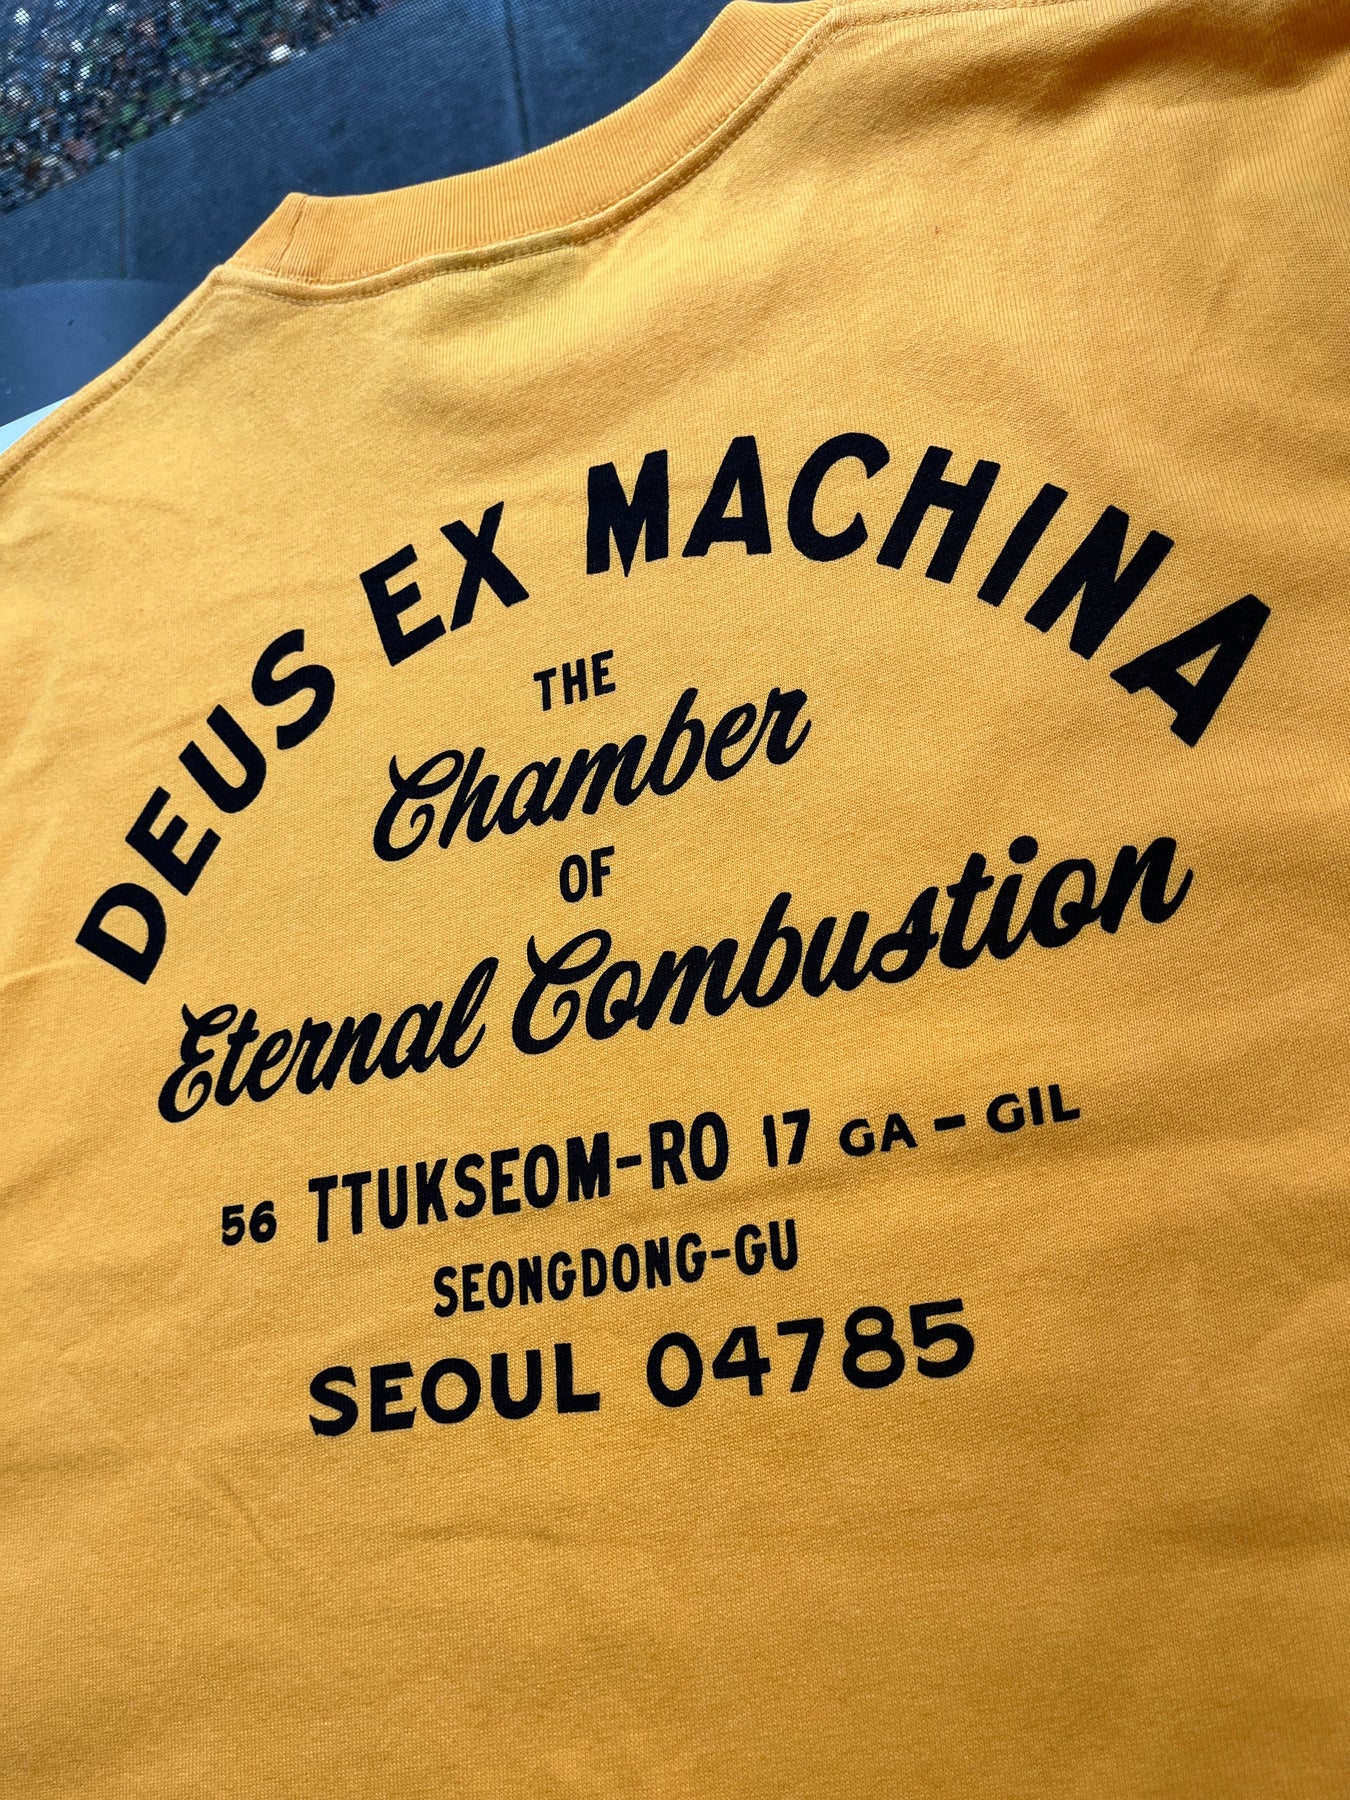 DEUS EX MACHINA
THE
Chamber
OF
Eternal Combustion
56 TTUKSEOM-RO 17 GA - GIL
SEONGDONG-GU
SEOUL 04785